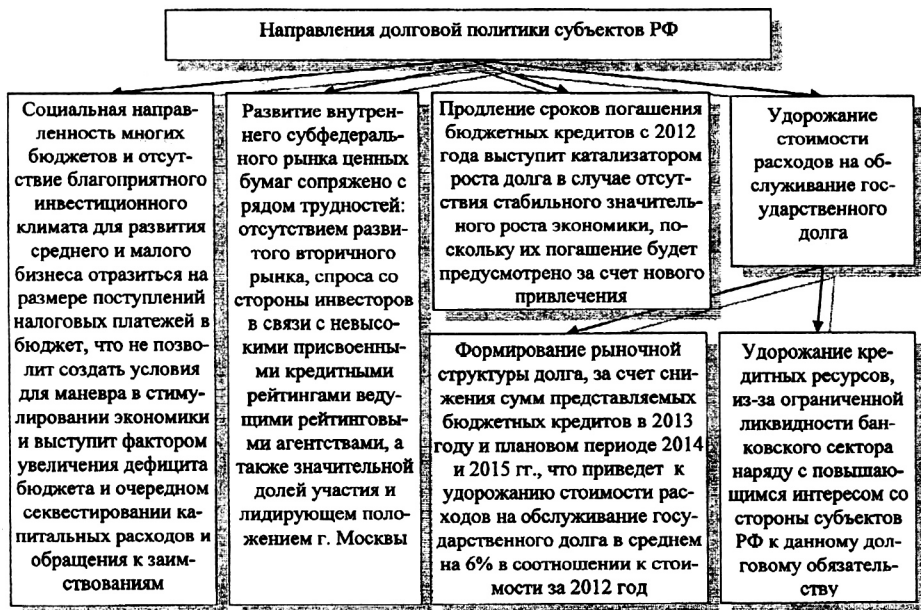 Направления долговой политики субъектов РФ
Социальная направ-
ленность многих
бюджетов и отсут-
ствие благоприятного
инвестиционного
климата для развития
среднего и малого
бизнеса отразиться на
размере поступлений
налоговых платежей в
бюджет, что не позво-
лит создать условия
для маневра в стиму-
лировании экономики
и выступит фактором
увеличения дефицита
бюджета и очередном
секвестировании ка-
питальных расходов и
обращения к заим-
ствованиям
Развитие внутрен-
него субфедераль-
ного рынка ценных
бумаг сопряжено с
рядом трудностей:
отсутствием разви-
того вторичного
рынка, спроса со
стороны инвесторов
в связи с невысо-
кими присвоенны-
ми кредитными
рейтингами веду-
щими рейтинговы-
ми агентствами, а
также значительной
долей участия и
лидирующем поло-
жением г. Москвы
Продление сроков погашения
бюджетных кредитов с 2012
года выступит катализатором
роста долга в случае отсут-
ствия стабильного значитель-
ного роста экономики, по-
скольку их погашение будет
предусмотрено за счет нового
привлечения
Удорожание
стоимости
расходов на об-
служивание гос-
ударственного
долга
Формирование рыночной
структуры долга, за счет сни-
жения сумм представляемых
бюджетных кредитов в 2013
году и плановом периоде 2014
и 2015 гг., что приведет к
удорожанию стоимости рас-
ходов на обслуживание госу-
дарственного долга в среднем
на 6% в соотношении к стои-
мости за 2012 год
Удорожание кре-
дитных ресурсов,
из-за ограниченной
ликвидности бан-
ковского сектора
наряду с повышаю-
щимся интересом со
стороны субъектов
РФ к данному дол-
говому обязатель-
ству